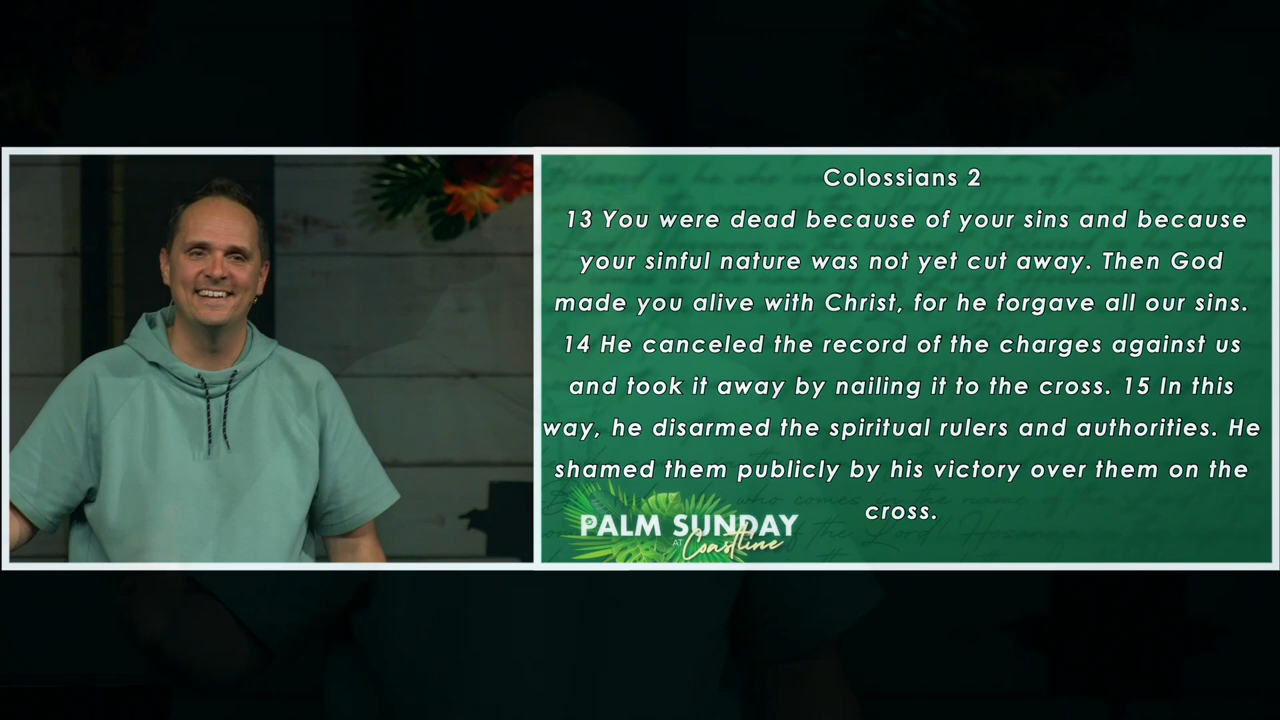 Colossians 2
13 You were dead because of your sins and because
your sinful nature was not yet cut away. Then God
made you alive with Christ, for he forgave all our sins.
14 He canceled the record of the charges against us
and took it away by nailing it to the cross. 15 In this
way, he disarmed the spiritual rulers and authorities. He
shamed them publicly by his victory over them on the
cross.
PALM SUNDAY
AT Coastline